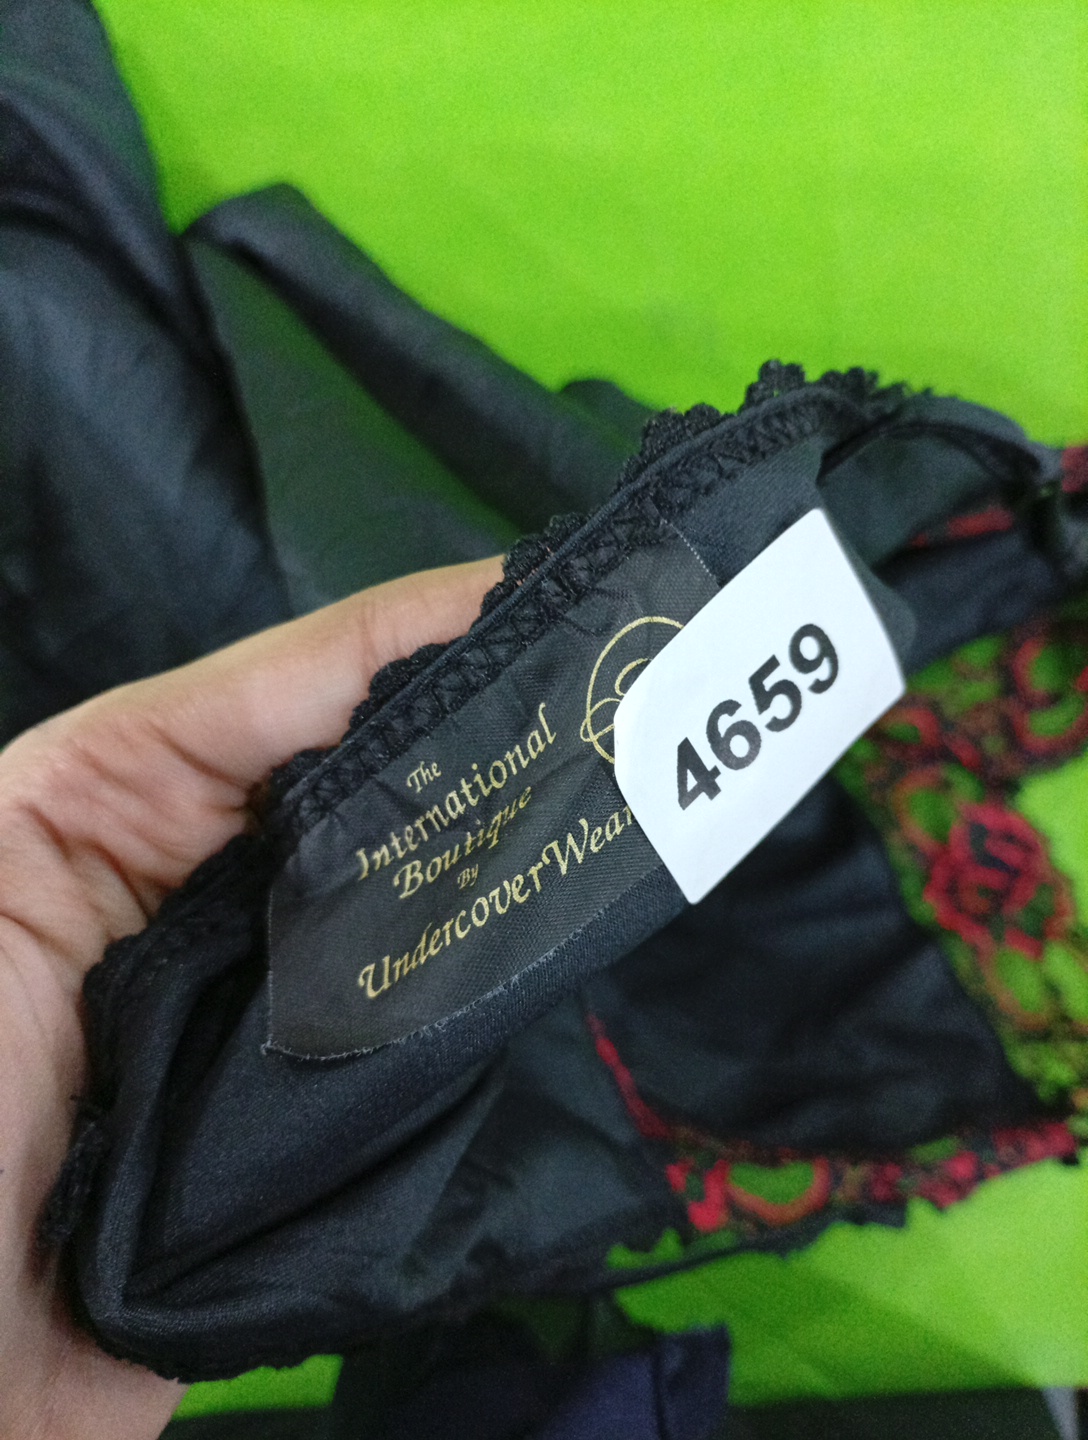 The
International
Boutique
By
UndercoverWear
4659